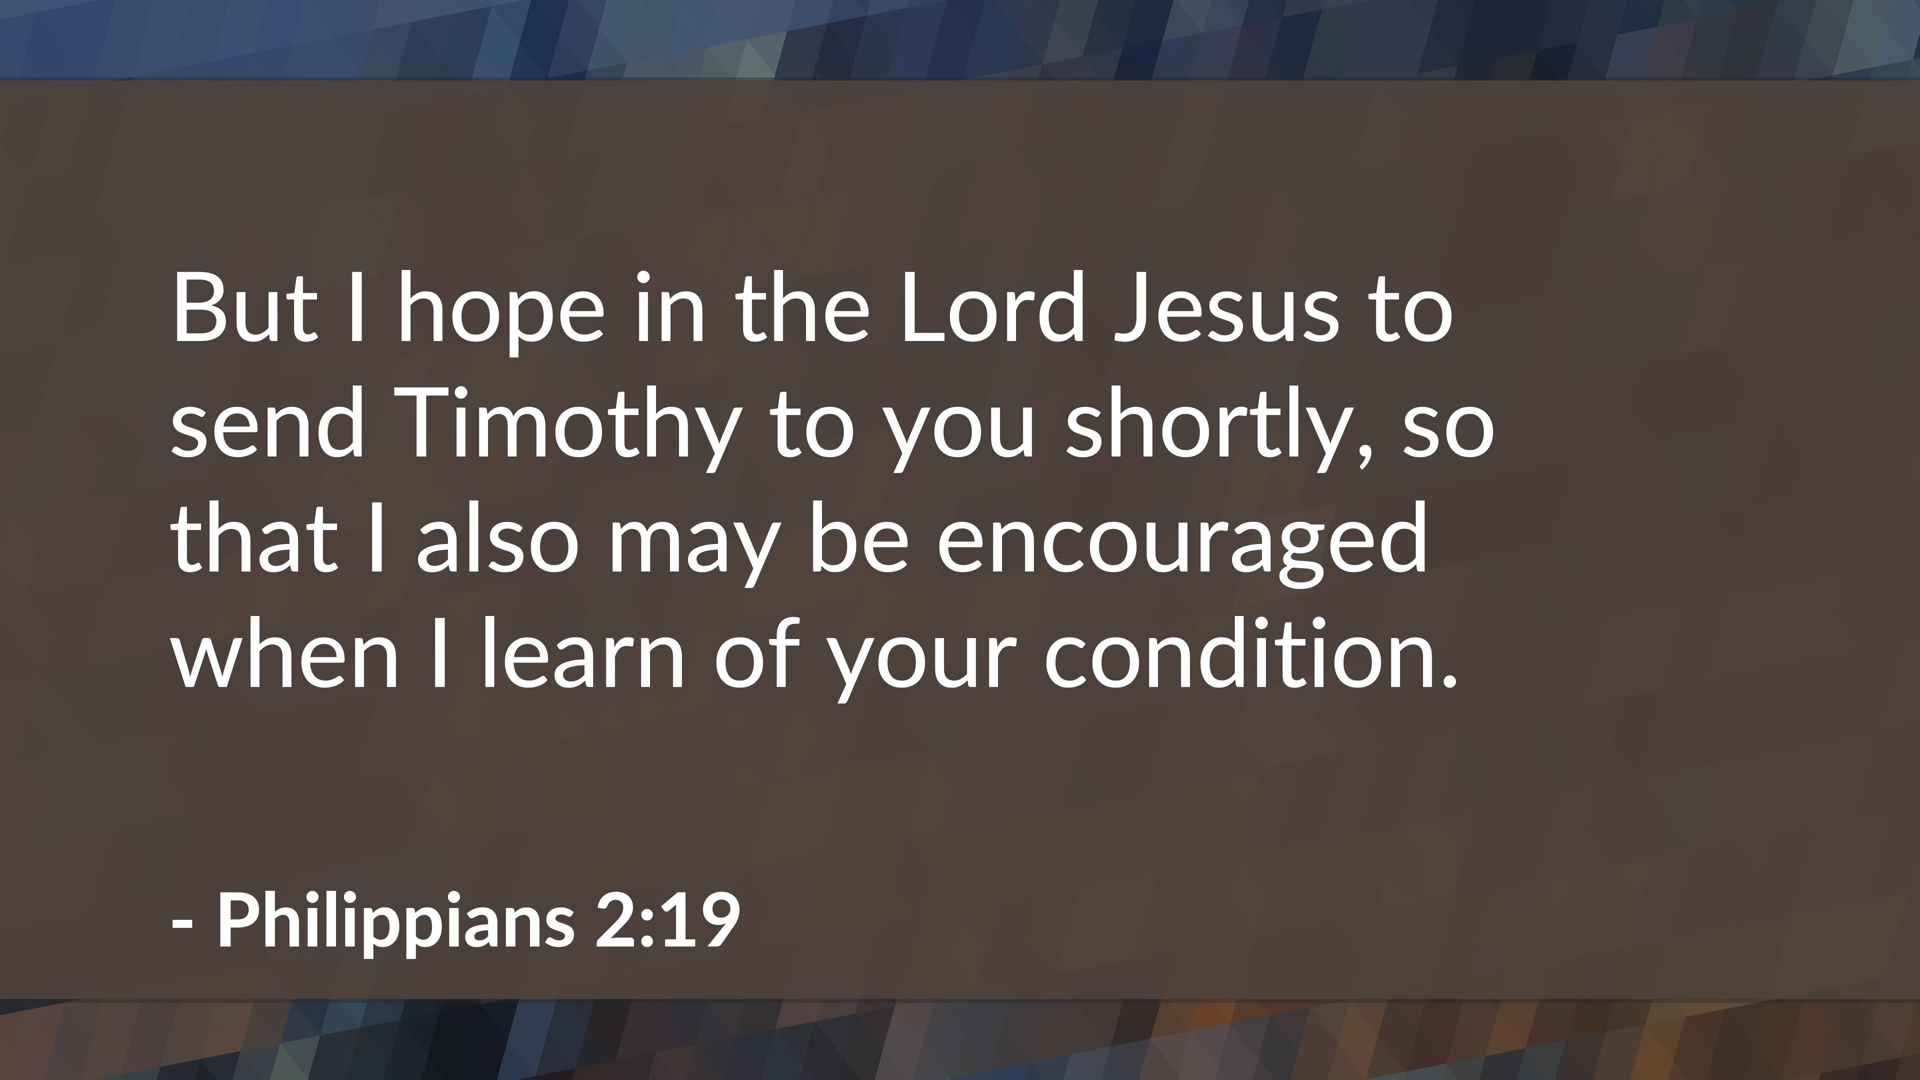 But I hope in the Lord Jesus to
send Timothy to you shortly, so
that I also may be encouraged
when I learn of your condition.
- Philippians 2:19